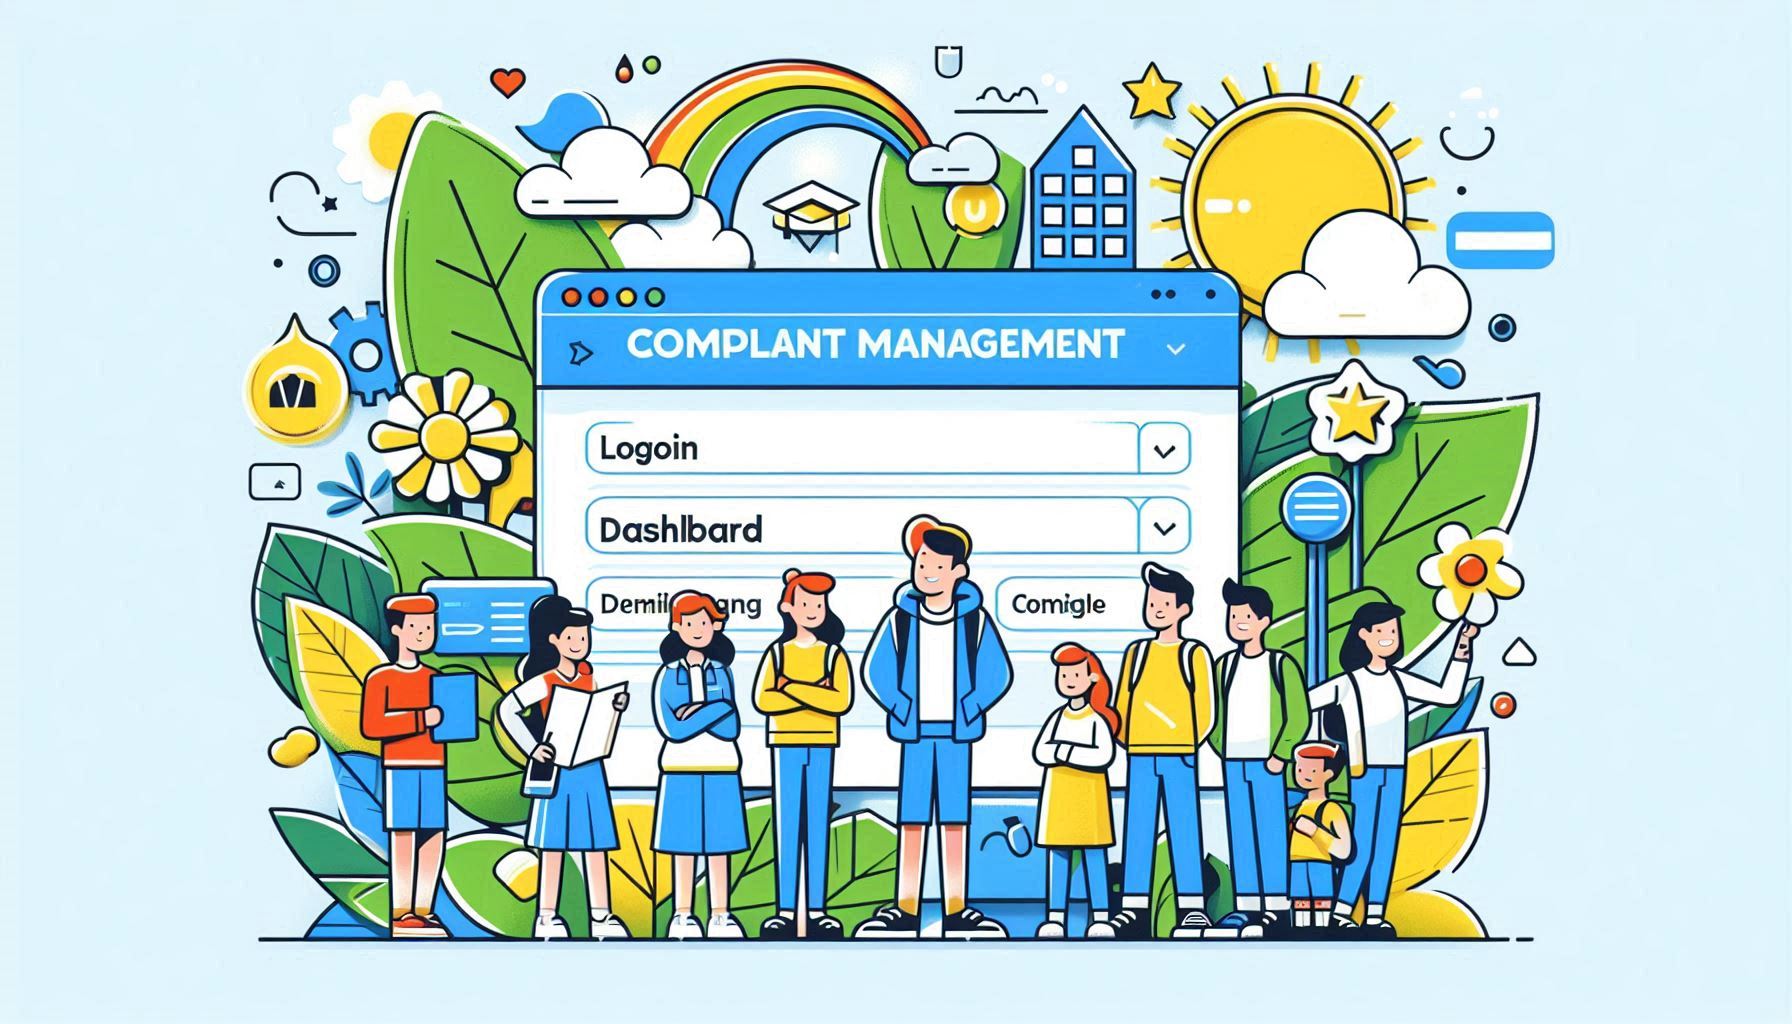 U
COMPLANT MANAGEMENT
Logoin
Dashlbard
Comigle